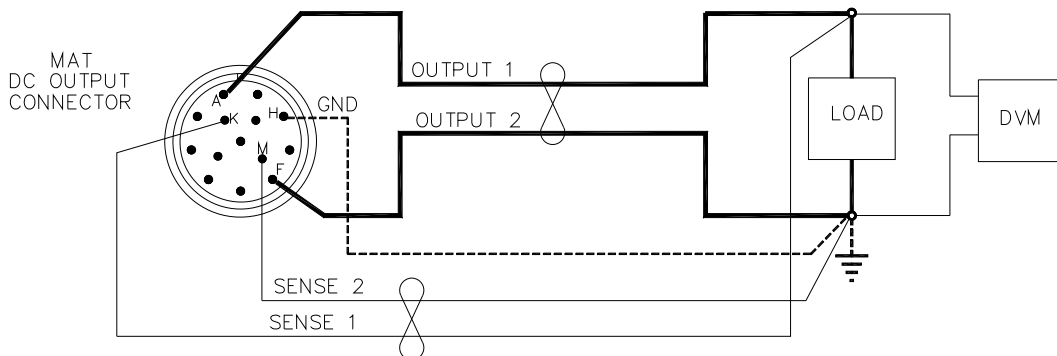 MAT
DC OUTPUT
CONNECTOR
A
K
H
M
F
GND
OUTPUT 1
OUTPUT 2
LOAD
DVM
SENSE 2
SENSE 1